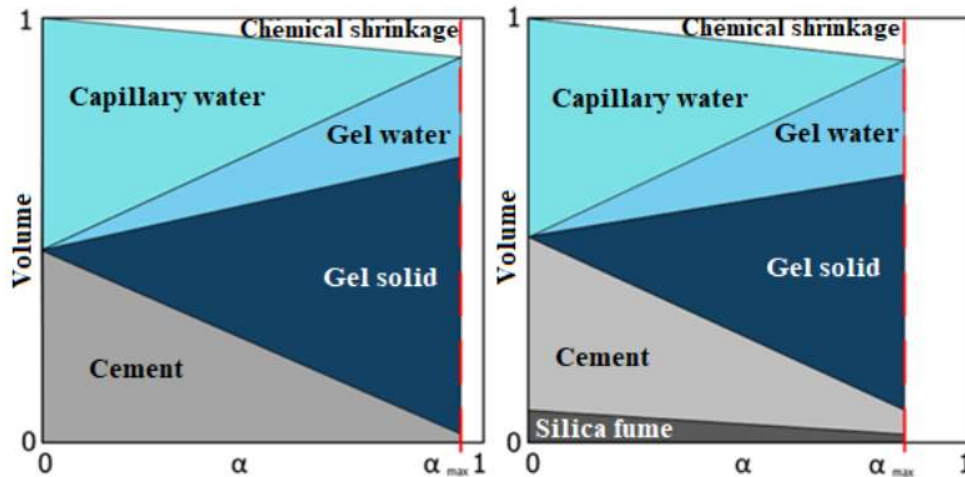 1
Chemical shrinkage
Capillary water
Gel water
Volume
Gel solid
Cement
0
0 α α max 1
1
Chemical shrinkage
Capillary water
Gel water
Volume
Gel solid
Cement
Silica fume
0
0 α α max 1